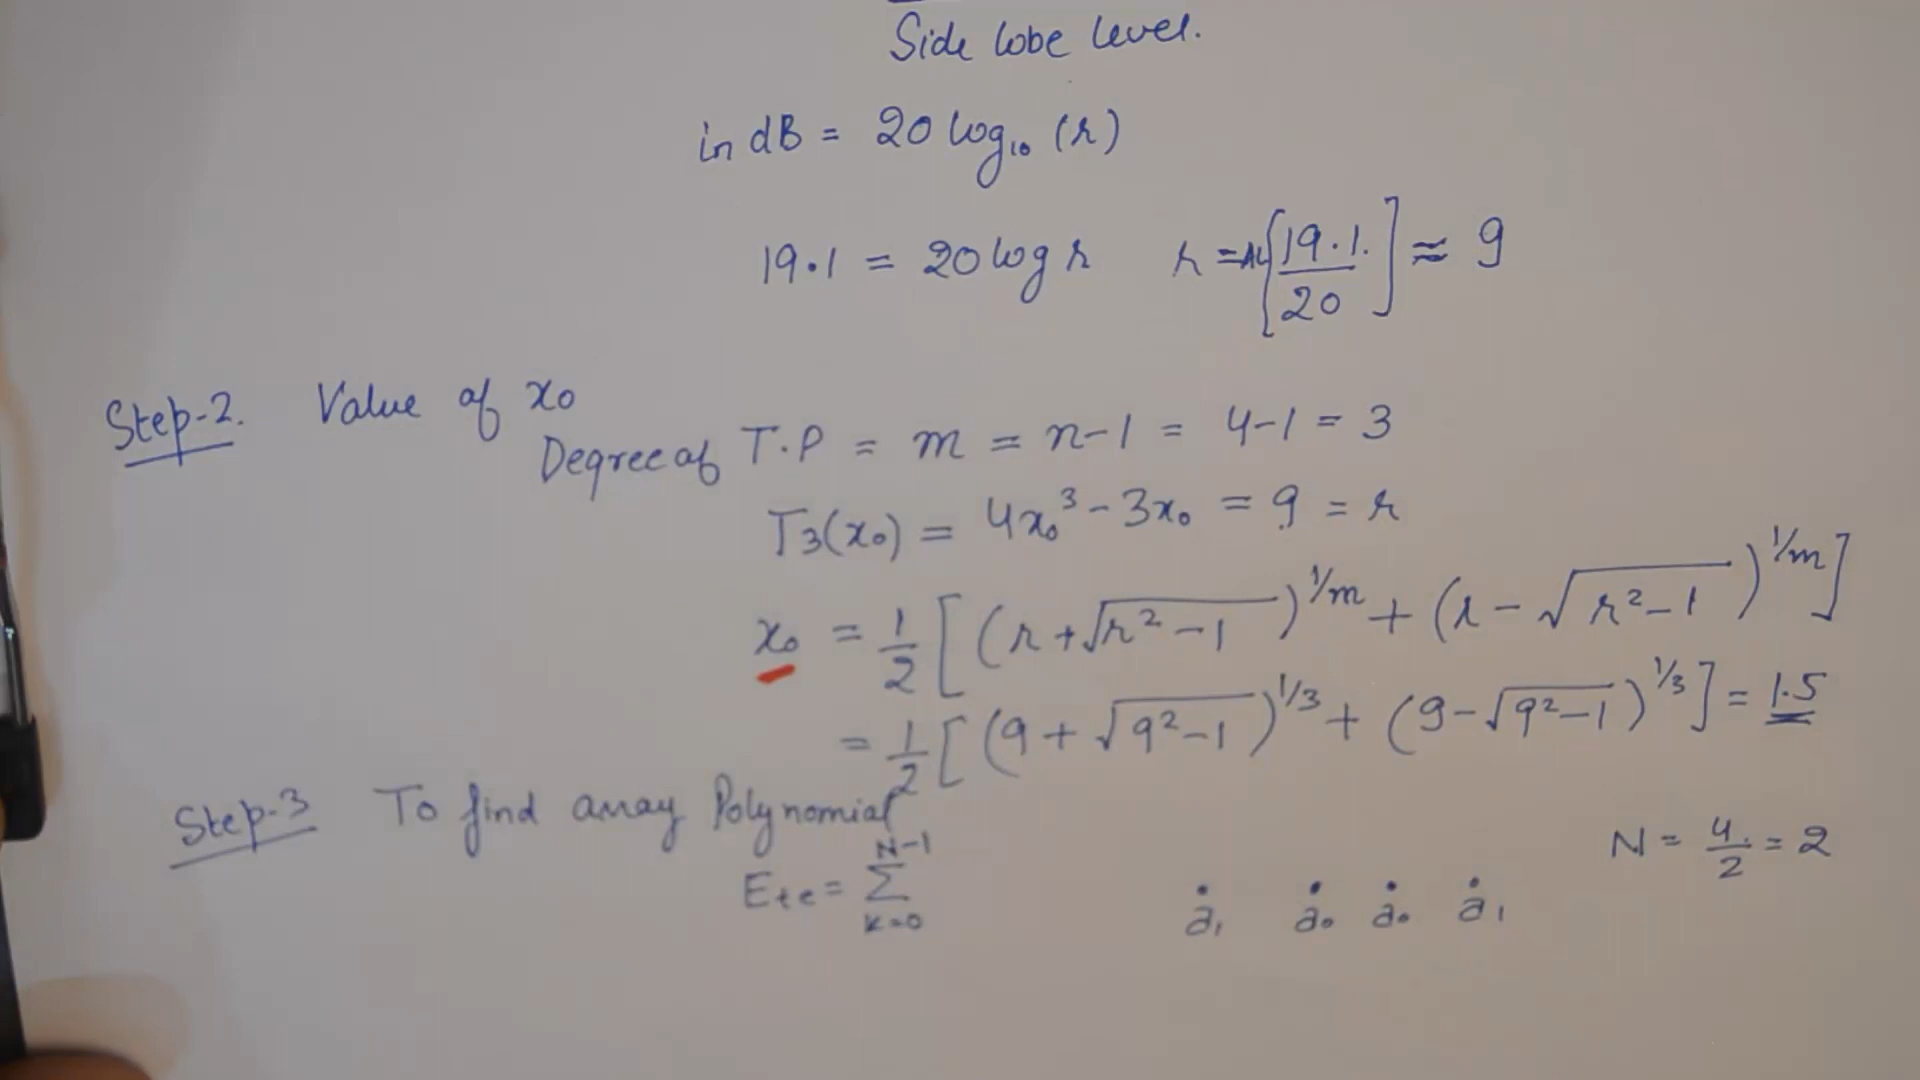 Side lobe level.
in dB = 20 log₁₀ (r)
19.1 = 20 log r r = AL[19.1./20] ≈ 9
Step-2. Value of x₀
Degree of T.P = m = n-1 = 4-1 = 3
T₃(x₀) = 4x₀³ - 3x₀ = 9 = r
x₀ = 1/2 [(r + √(r² - 1))^(1/m) + (r - √(r² - 1))^(1/m)]
= 1/2 [(9 + √(9² - 1))^(1/3) + (9 - √(9² - 1))^(1/3)] = 1.5
Step-3 To find array Polynomial
N = 4./2 = 2
Ete = Σ N-1 k=0
a₁ a₀ a₀ a₁